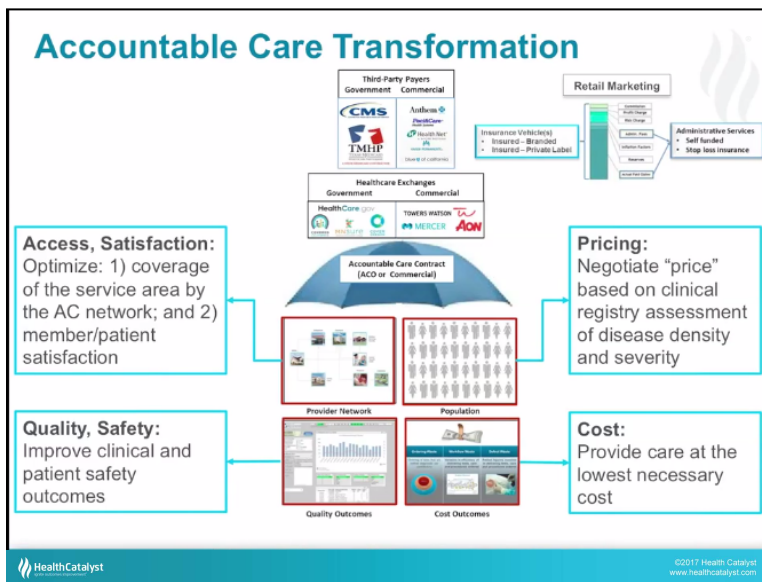 Accountable Care Transformation
Third-Party Payers
Government Commercial
CMS
TMHP
Anthem
PacifiCare
Health Net
Retail Marketing
Insurance Vehicle(s)
• Insured – Branded
• Insured – Private Label
Administrative Services
• Self funded
• Stop loss insurance
Healthcare Exchanges
Government Commercial
HealthCare.gov
mnsure
TOWERS WATSON
MERCER
AON
Accountable Care Contract
(ACO or Commercial)
Access, Satisfaction:
Optimize: 1) coverage
of the service area by
the AC network; and 2)
member/patient
satisfaction
Pricing:
Negotiate “price”
based on clinical
registry assessment
of disease density
and severity
Provider Network
Population
Quality, Safety:
Improve clinical and
patient safety
outcomes
Cost:
Provide care at the
lowest necessary
cost
Quality Outcomes
Cost Outcomes
HealthCatalyst
©2017 Health Catalyst
www.healthcatalyst.com